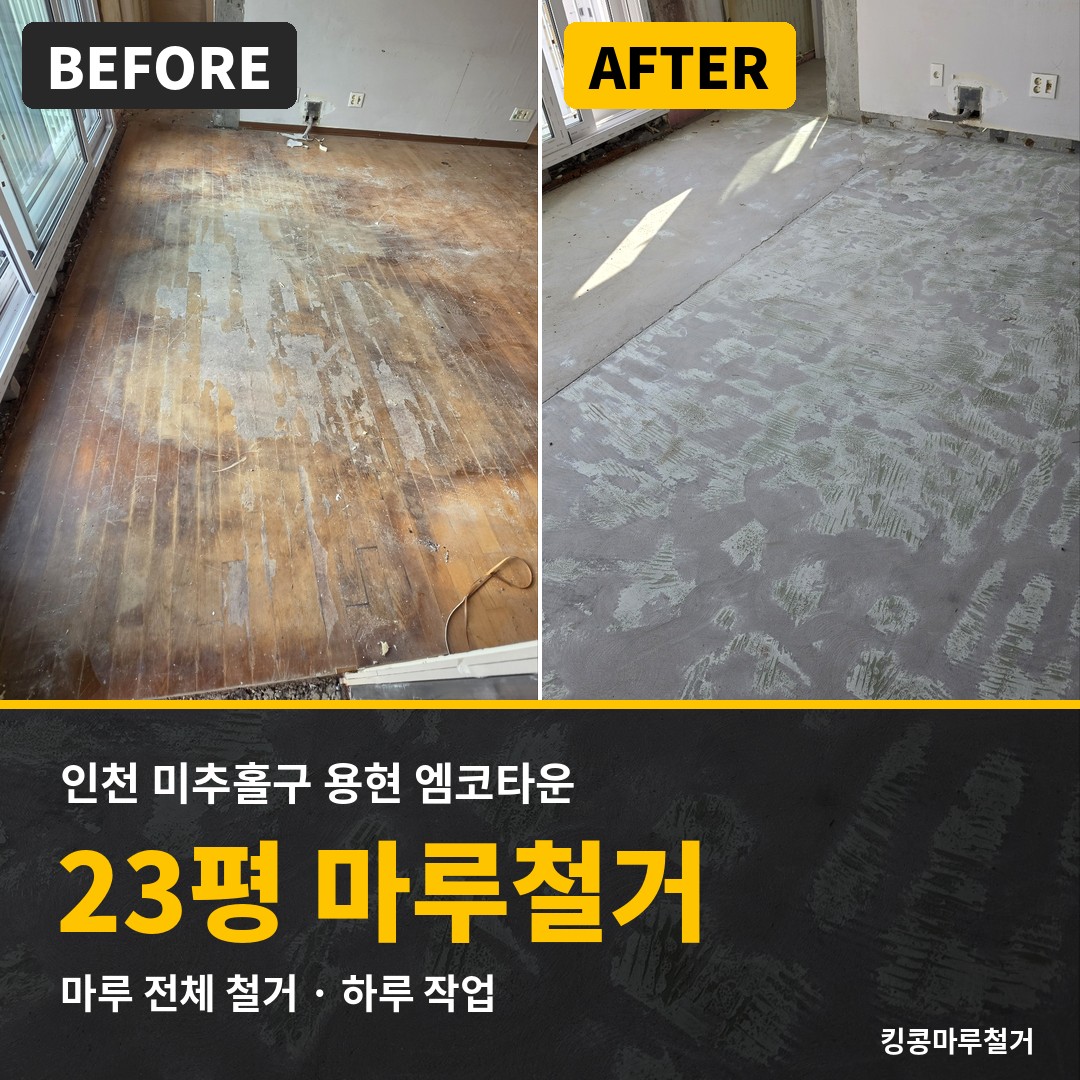 BEFORE
AFTER
인천 미추홀구 용현 엠코타운
23평 마루철거
마루 전체 철거 · 하루 작업
킹콩마루철거